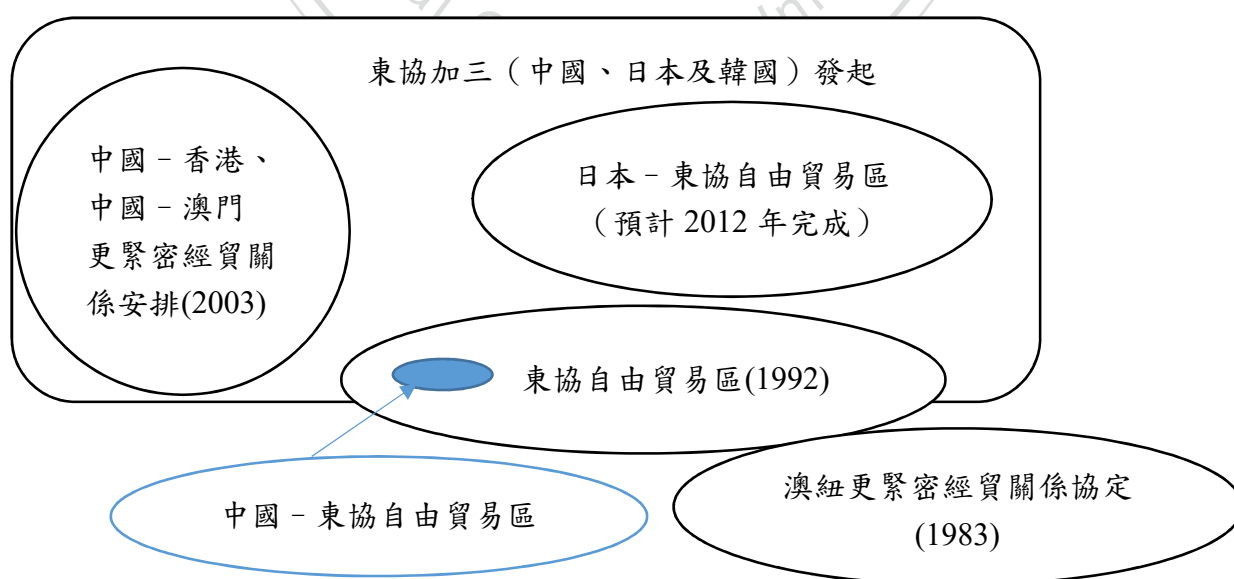 東協加三（中國、日本及韓國）發起
中國－香港、
中國－澳門
更緊密經貿關
係安排(2003)
日本－東協自由貿易區
（預計 2012 年完成）
東協自由貿易區(1992)
中國－東協自由貿易區
澳紐更緊密經貿關係協定
(1983)